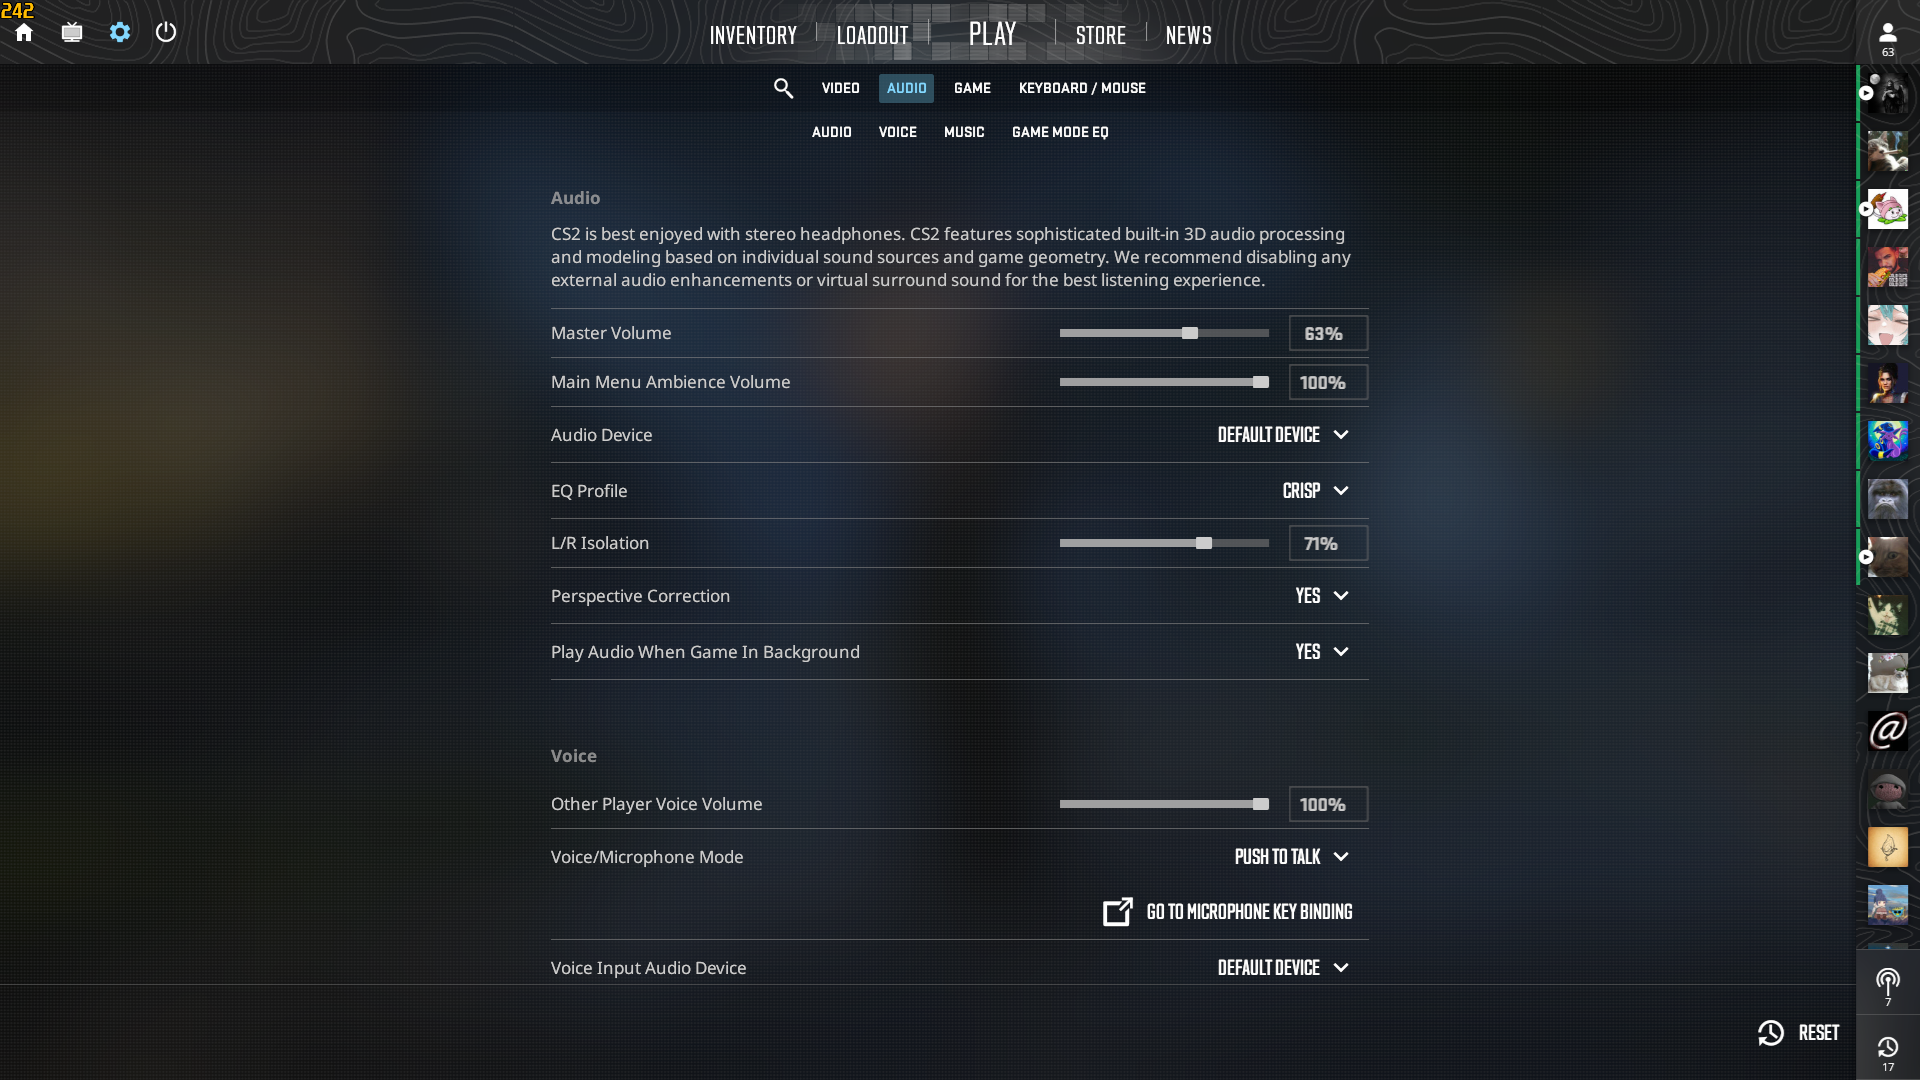 242
INVENTORY
LOADOUT
PLAY
STORE
NEWS
63
VIDEO
AUDIO
GAME
KEYBOARD / MOUSE
AUDIO
VOICE
MUSIC
GAME MODE EQ
Audio
CS2 is best enjoyed with stereo headphones. CS2 features sophisticated built-in 3D audio processing
and modeling based on individual sound sources and game geometry. We recommend disabling any
external audio enhancements or virtual surround sound for the best listening experience.
Master Volume
63%
Main Menu Ambience Volume
100%
Audio Device
DEFAULT DEVICE
EQ Profile
CRISP
L/R Isolation
71%
Perspective Correction
YES
Play Audio When Game In Background
YES
Voice
Other Player Voice Volume
100%
Voice/Microphone Mode
PUSH TO TALK
GO TO MICROPHONE KEY BINDING
Voice Input Audio Device
DEFAULT DEVICE
@
7
RESET
17